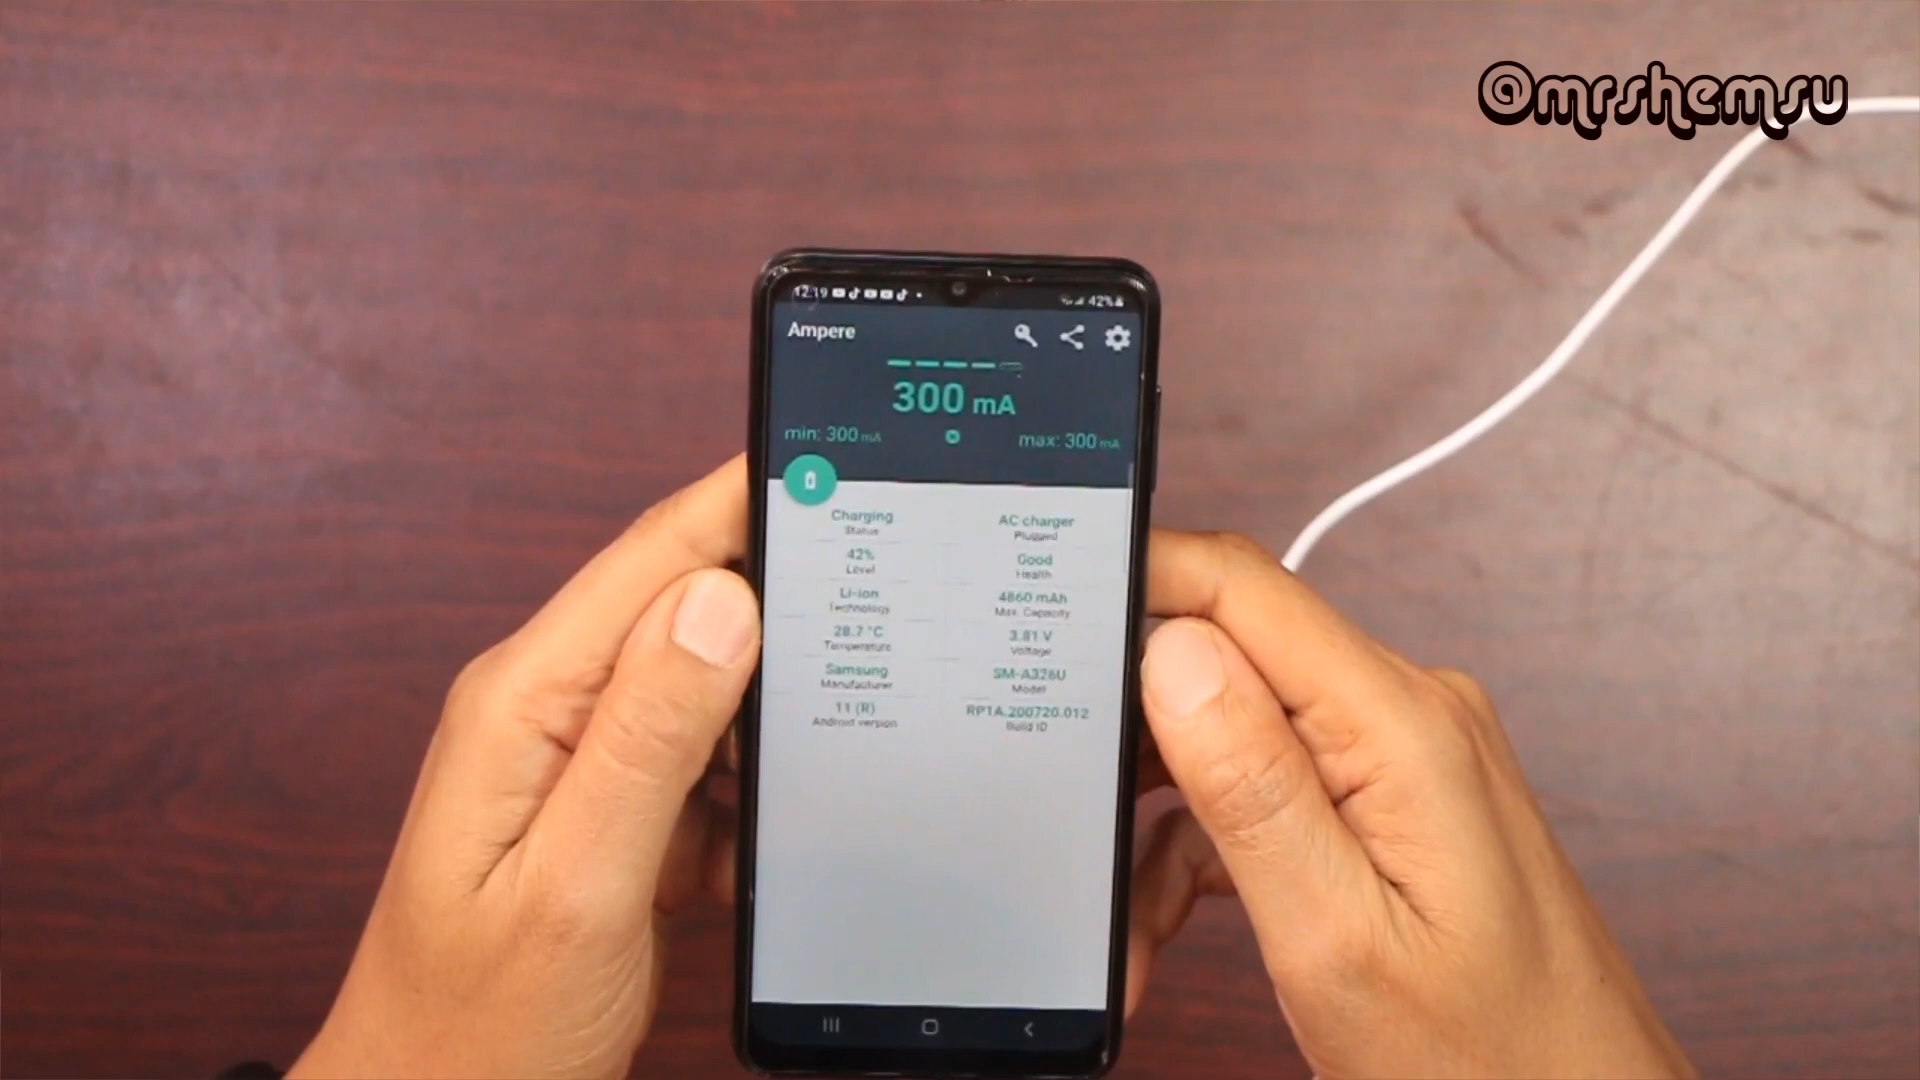 @mrshemsu
12:19 42%
Ampere
300 mA
min: 300 mA max: 300 mA
Charging AC charger
Status Plugged
42% Good
Level Health
Li-ion 4860 mAh
Technology Max. Capacity
28.7 °C 3.81 V
Temperature Voltage
Samsung SM-A326U
Manufacturer Model
11 (R) RP1A.200720.012
Android version Build ID